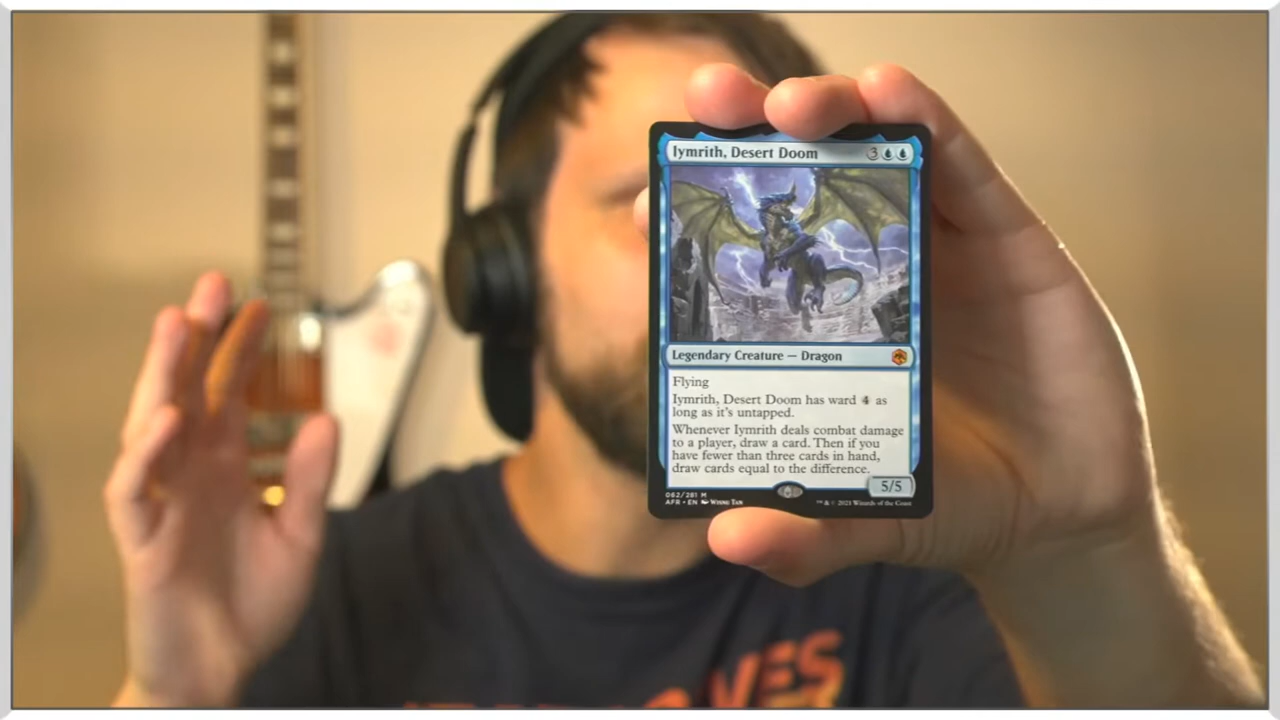 Iymrith, Desert Doom 3
Legendary Creature — Dragon
Flying
Iymrith, Desert Doom has ward 4 as
long as it's untapped.
Whenever Iymrith deals combat damage
to a player, draw a card. Then if you
have fewer than three cards in hand,
draw cards equal to the difference.
5/5
062/281 M
AFR • EN
™ & © 2021 Wizards of the Coast